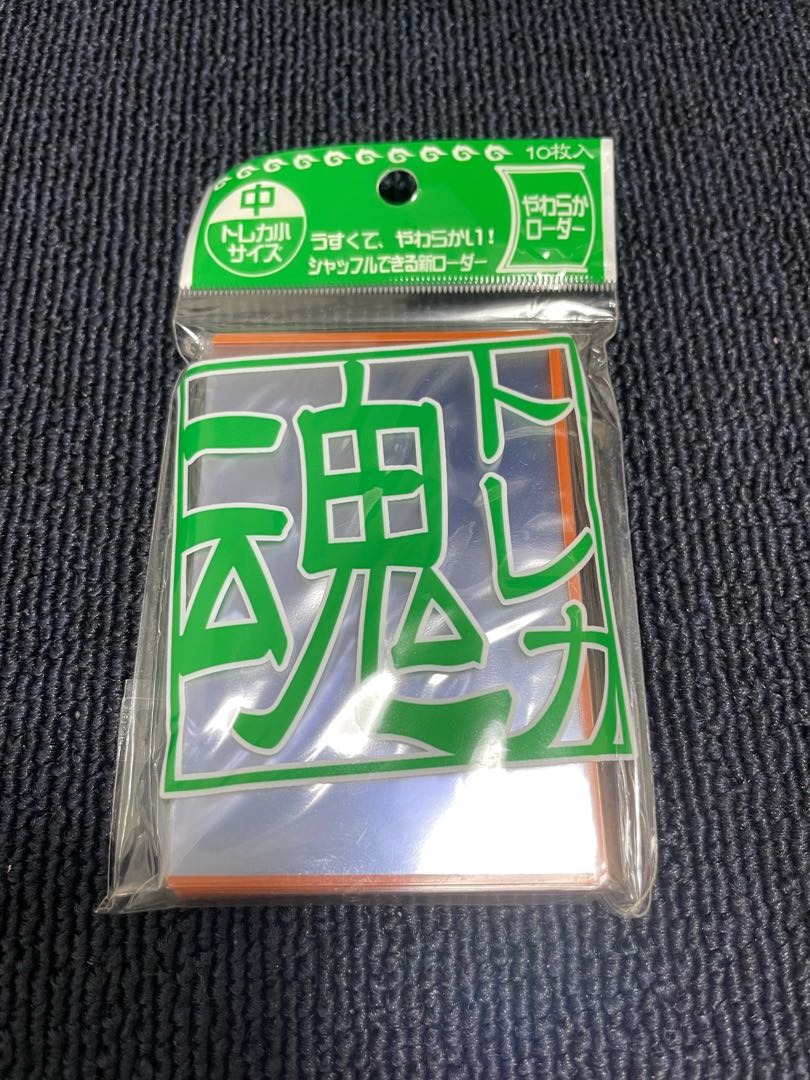 10枚入
中
トレカ小
サイズ
うすくて、やわらかい!
シャッフルできる新ローダー
やわらか
ローダー
トレカ
魂